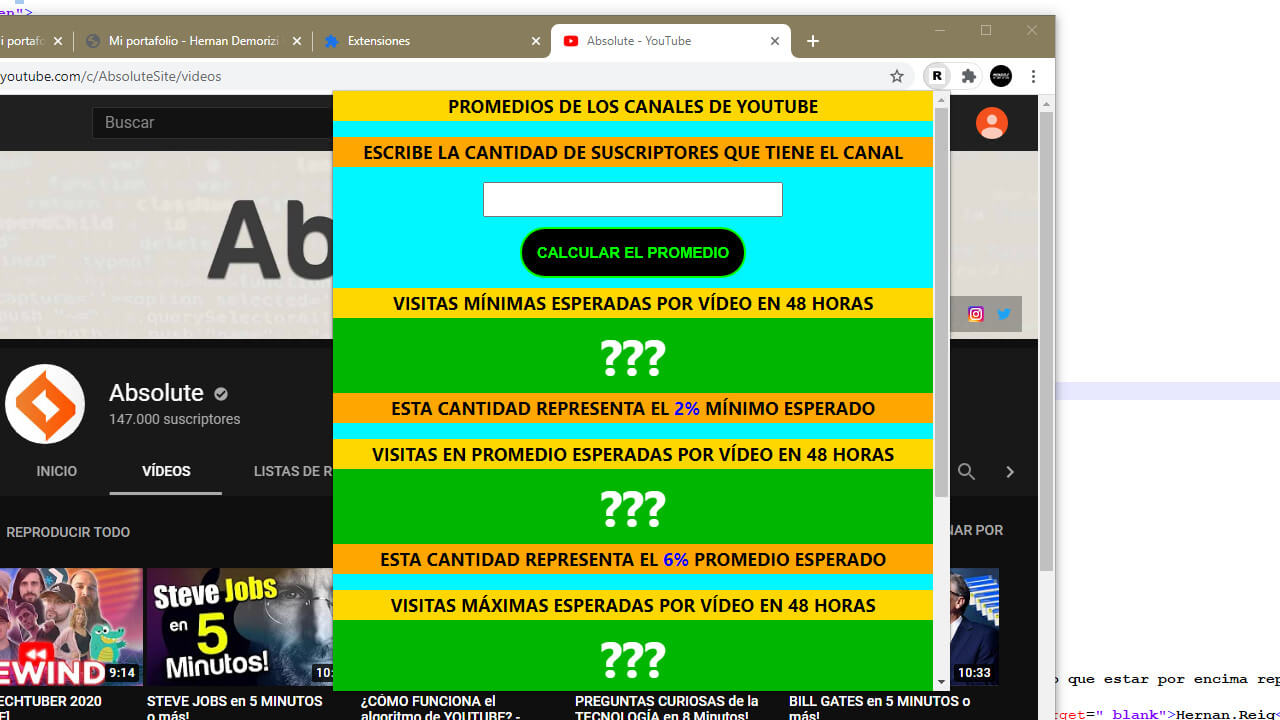 en">
i portafo
Mi portafolio - Hernan Demorizi
Extensiones
Absolute - YouTube
youtube.com/c/AbsoluteSite/videos
R
Buscar
PROMEDIOS DE LOS CANALES DE YOUTUBE
ESCRIBE LA CANTIDAD DE SUSCRIPTORES QUE TIENE EL CANAL
CALCULAR EL PROMEDIO
Ab
VISITAS MÍNIMAS ESPERADAS POR VÍDEO EN 48 HORAS
???
ESTA CANTIDAD REPRESENTA EL 2% MÍNIMO ESPERADO
VISITAS EN PROMEDIO ESPERADAS POR VÍDEO EN 48 HORAS
???
ESTA CANTIDAD REPRESENTA EL 6% PROMEDIO ESPERADO
VISITAS MÁXIMAS ESPERADAS POR VÍDEO EN 48 HORAS
???
Absolute
147.000 suscriptores
INICIO
VÍDEOS
LISTAS DE R
REPRODUCIR TODO
NAR POR
EWIND
9:14
Steve Jobs
en 5
Minutos!
10:
10:33
ECHTUBER 2020
El
STEVE JOBS en 5 MINUTOS
o más!
¿CÓMO FUNCIONA el
algoritmo de YOUTUBE? -
PREGUNTAS CURIOSAS de la
TECNOLOGÍA en 8 Minutos!
BILL GATES en 5 MINUTOS
o más!
o que estar por encima rep
rget="_blank">Hernan.Reiq<